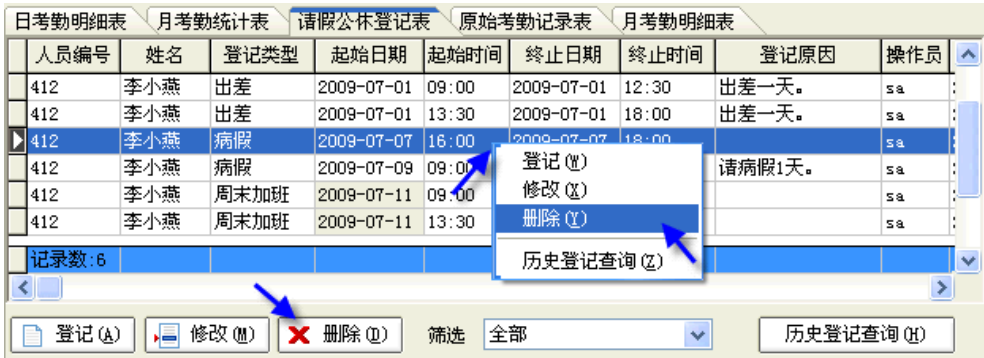 日考勤明细表 月考勤统计表 请假公休登记表 原始考勤记录表 月考勤明细表
人员编号 姓名 登记类型 起始日期 起始时间 终止日期 终止时间 登记原因 操作员
412 李小燕 出差 2009-07-01 09:00 2009-07-01 12:30 出差一天。 sa
412 李小燕 出差 2009-07-01 13:30 2009-07-01 18:00 出差一天。 sa
412 李小燕 病假 2009-07-07 16:00 2009-07-07 18:00 sa
412 李小燕 病假 2009-07-09 09:00 请病假1天。 sa
412 李小燕 周末加班 2009-07-11 09:00 sa
412 李小燕 周末加班 2009-07-11 13:30 sa
登记(W)
修改(X)
删除(Y)
历史登记查询(Z)
记录数:6
登记(A) 修改(M) 删除(D) 筛选 全部 历史登记查询(H)